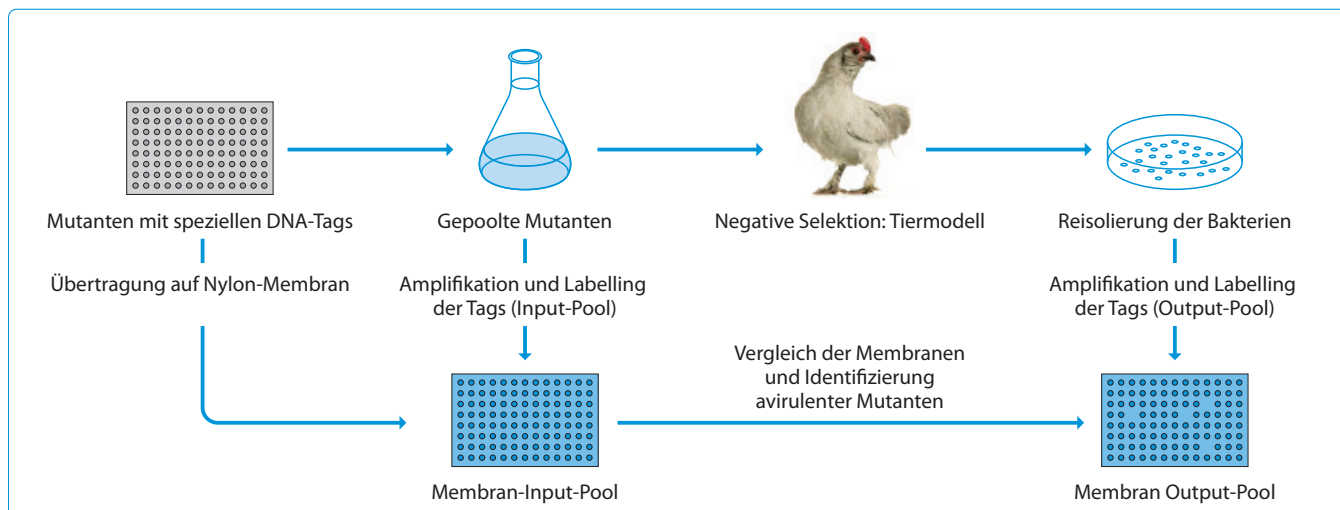 Mutanten mit speziellen DNA-Tags
Gepoolte Mutanten
Negative Selektion: Tiermodell
Reisolierung der Bakterien
Übertragung auf Nylon-Membran
Amplifikation und Labelling
der Tags (Input-Pool)
Amplifikation und Labelling
der Tags (Output-Pool)
Vergleich der Membranen
und Identifizierung
avirulenter Mutanten
Membran-Input-Pool
Membran Output-Pool